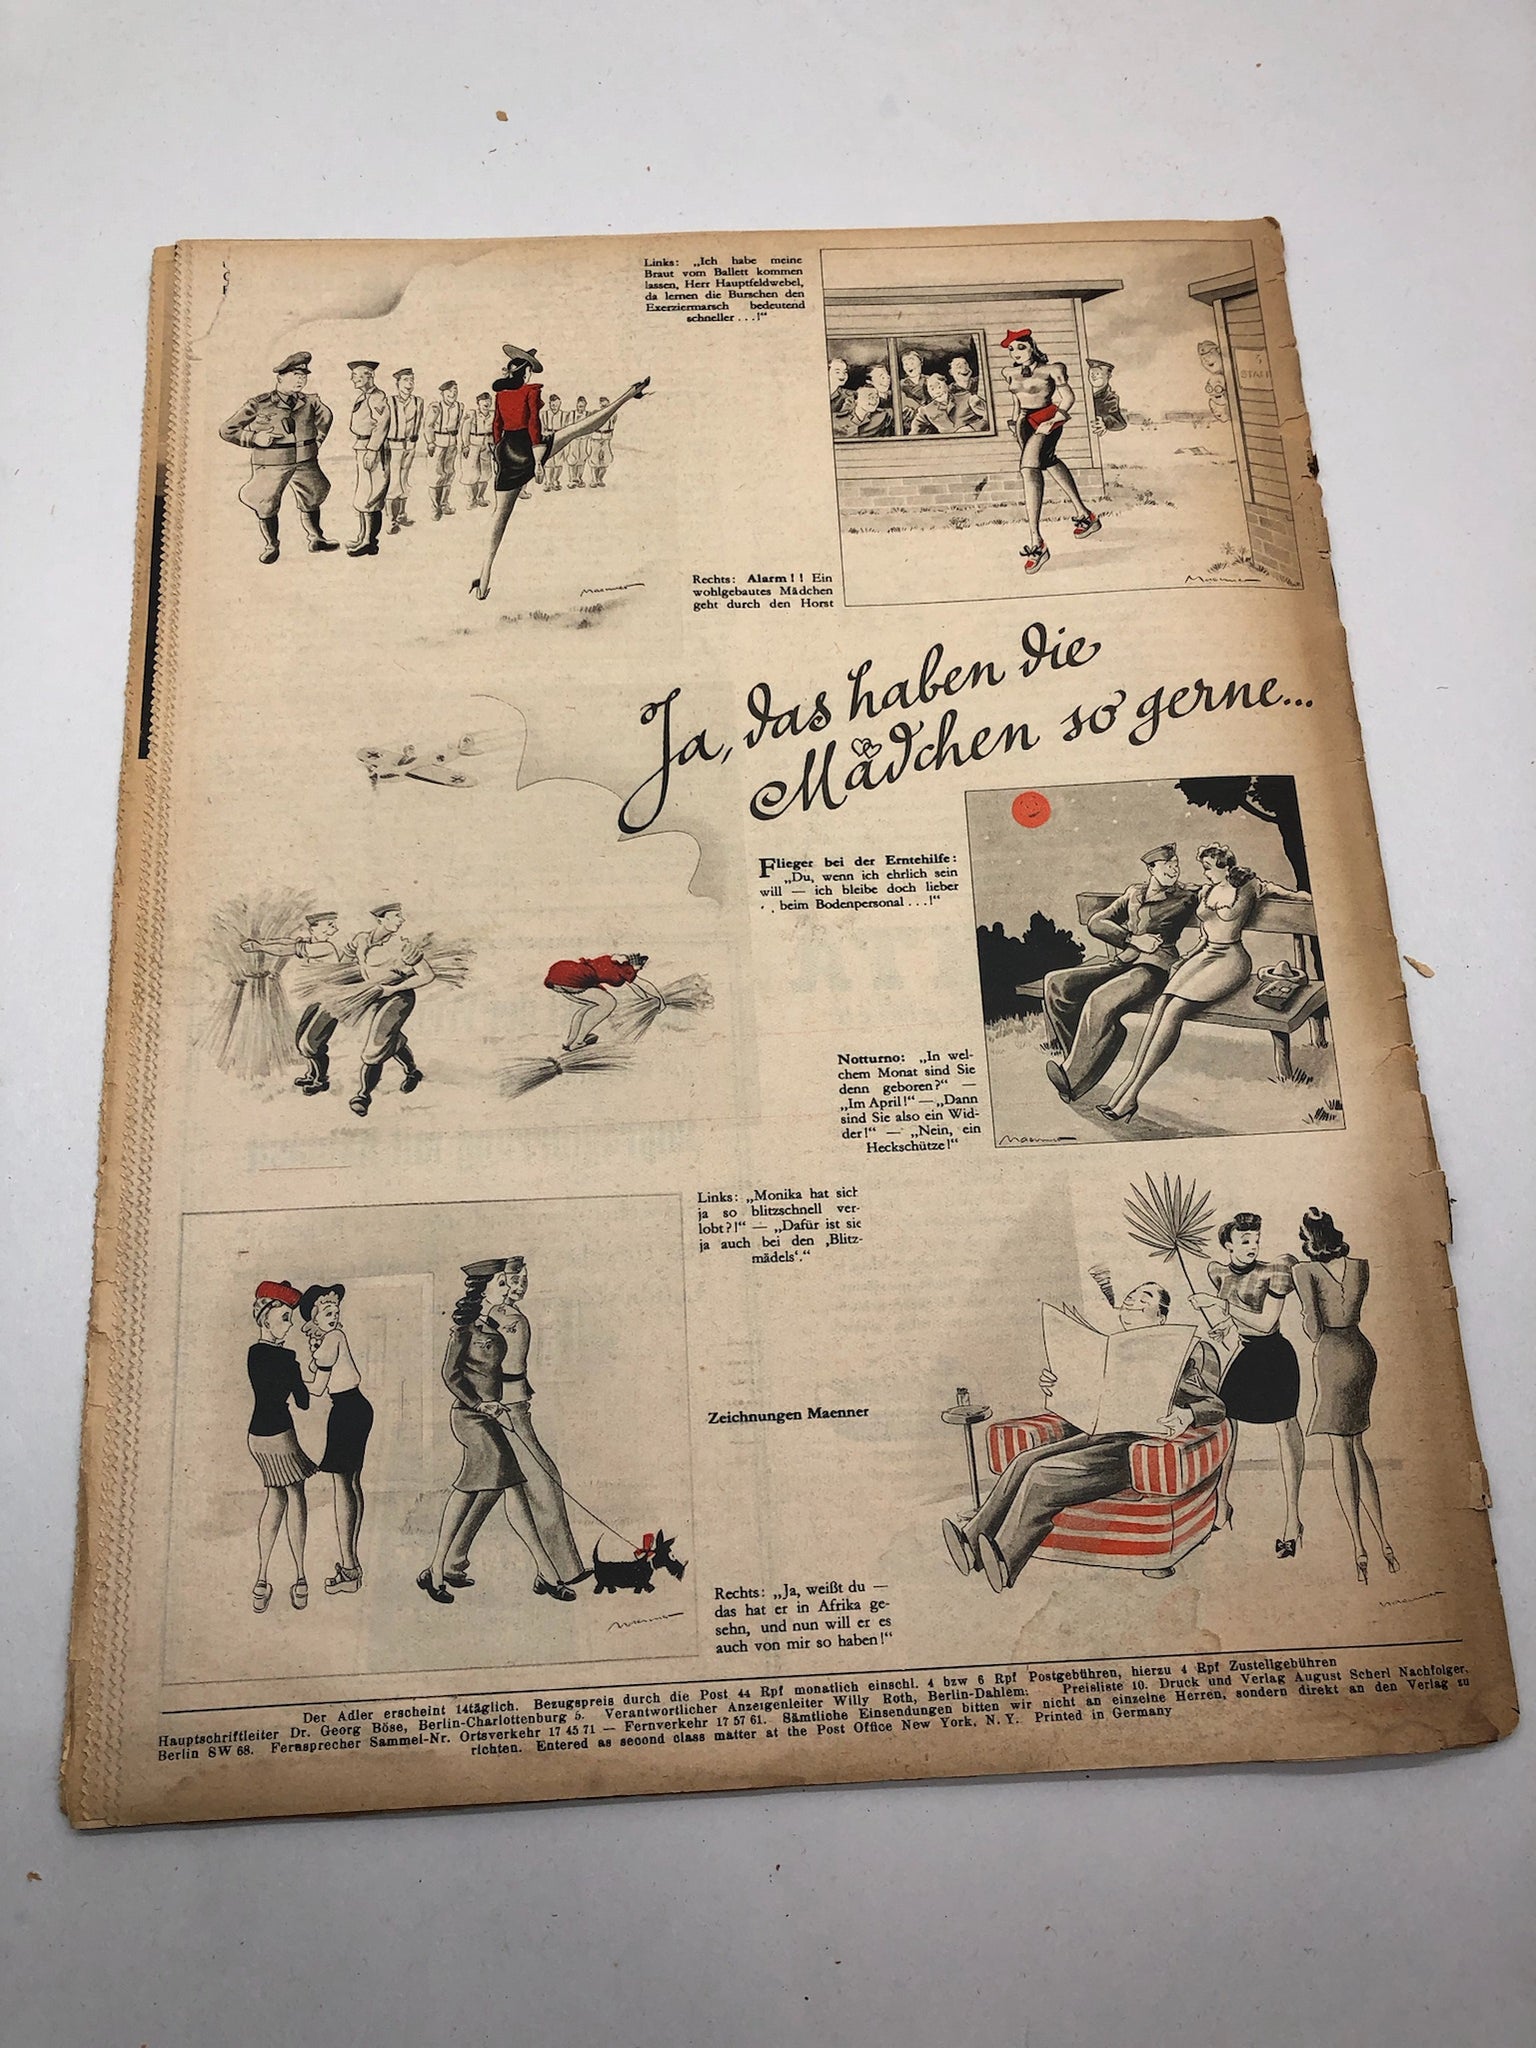 Links: „Ich habe meine
Braut vom Ballett kommen
lassen, Herr Hauptfeldwebel,
da lernen die Burschen den
Exerziermarsch bedeutend
schneller...!“
STAB
Maenner
Maenner
Rechts: Alarm!! Ein
wohlgebautes Mädchen
geht durch den Horst
Ja, das haben die
Mädchen so gerne...
Flieger bei der Erntehilfe:
„Du, wenn ich ehrlich sein
will — ich bleibe doch lieber
beim Bodenpersonal...!“
Notturno: „In wel-
chem Monat sind Sie
denn geboren?“ —
„Im April!“ — „Dann
sind Sie also ein Wid-
der!“ — „Nein, ein
Heckschütze!“
Maenner
Links: „Monika hat sich
ja so blitzschnell ver-
lobt?!“ — „Dafür ist sie
ja auch bei den ‚Blitz-
mädels‘.“
Zeichnungen Maenner
Rechts: „Ja, weißt du —
das hat er in Afrika ge-
sehn, und nun will er es
auch von mir so haben!“
Maenner
Maenner
Der Adler erscheint 14täglich. Bezugspreis durch die Post 44 Rpf monatlich einschl. 4 bzw 6 Rpf Postgebühren, hierzu 4 Rpf Zustellgebühren
Hauptschriftleiter Dr. Georg Böse, Berlin-Charlottenburg 5. Verantwortlicher Anzeigenleiter Willy Roth, Berlin-Dahlem. Preisliste 10. Druck und Verlag August Scherl Nachfolger,
Berlin SW 68. Fernsprecher Sammel-Nr. Ortsverkehr 17 45 71 — Fernverkehr 17 57 61. Sämtliche Einsendungen bitten wir nicht an einzelne Herren, sondern direkt an den Verlag zu
richten. Entered as second class matter at the Post Office New York, N. Y. Printed in Germany